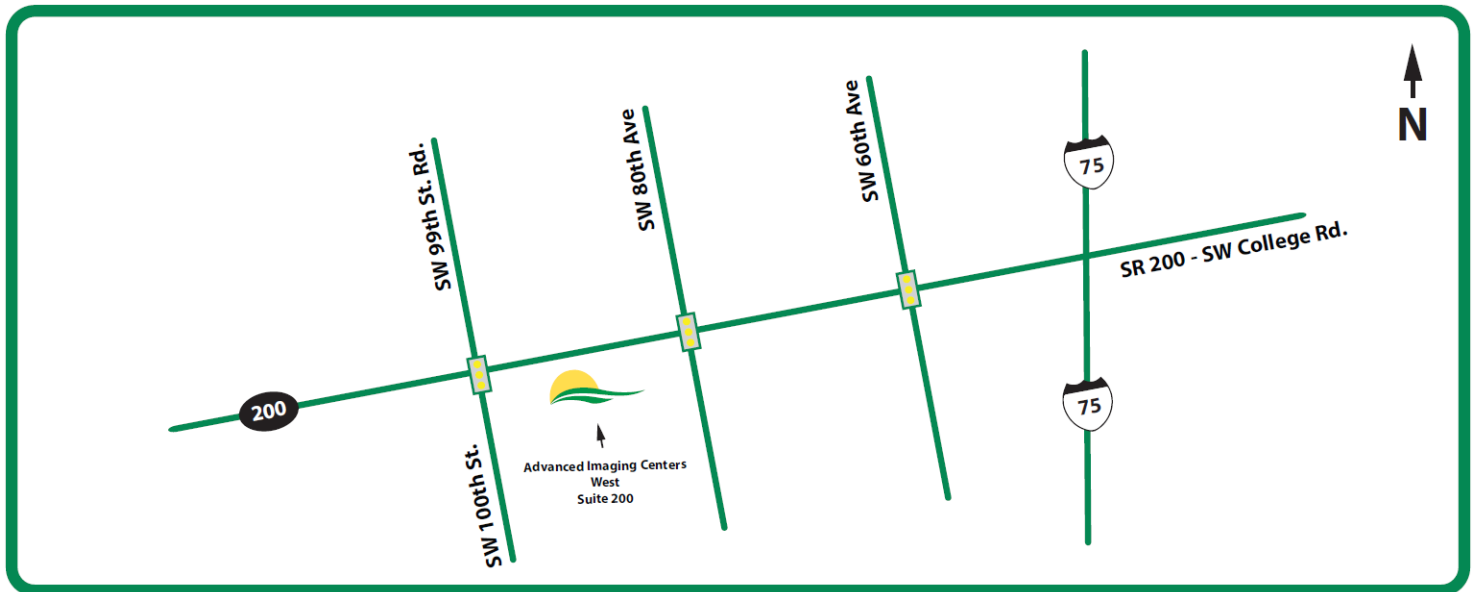 SW 99th St. Rd.
SW 80th Ave
SW 60th Ave
75
N
SR 200 - SW College Rd.
200
75
SW 100th St.
Advanced Imaging Centers
West
Suite 200